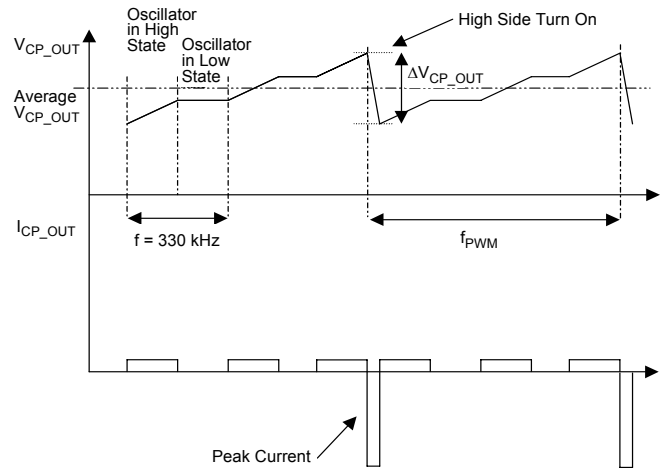 V_CP_OUT
Oscillator
in High
State
Oscillator
in Low
State
High Side Turn On
ΔV_CP_OUT
Average
V_CP_OUT
I_CP_OUT
f = 330 kHz
f_PWM
Peak Current